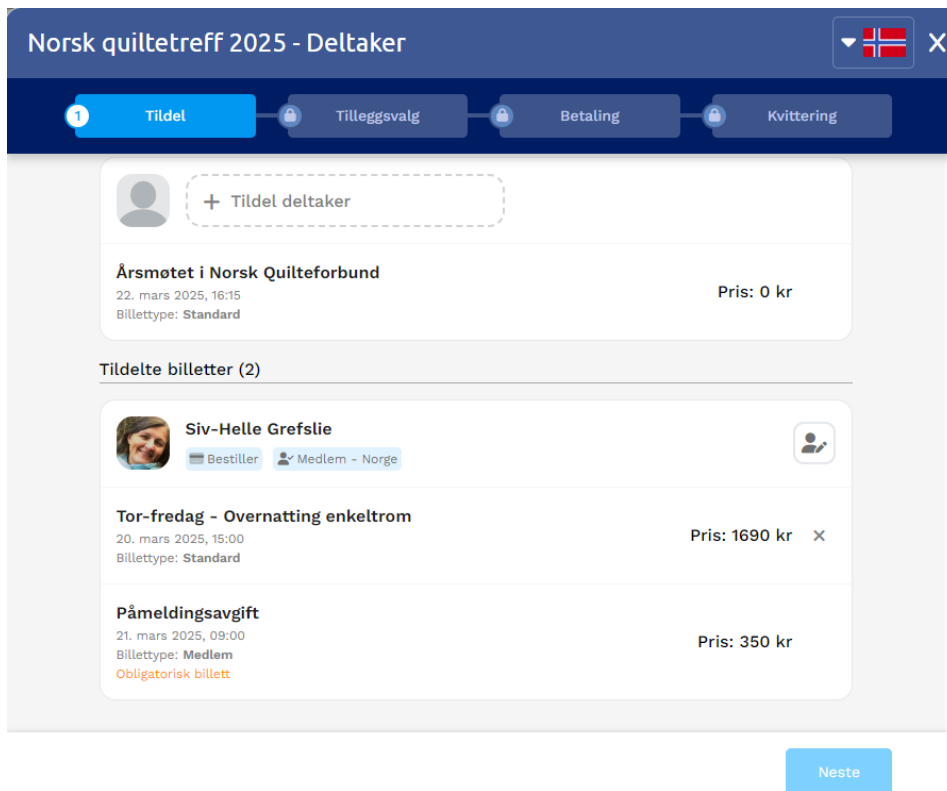 Norsk quiltetreff 2025 - Deltaker
X
1 Tildel
Tilleggsvalg
Betaling
Kvittering
+ Tildel deltaker
Årsmøtet i Norsk Quilteforbund
22. mars 2025, 16:15
Pris: 0 kr
Billettype: Standard
Tildelte billetter (2)
Siv-Helle Grefslie
Bestiller Medlem - Norge
Tor-fredag - Overnatting enkeltrom
20. mars 2025, 15:00
Pris: 1690 kr ×
Billettype: Standard
Påmeldingsavgift
21. mars 2025, 09:00
Pris: 350 kr
Billettype: Medlem
Obligatorisk billett
Neste